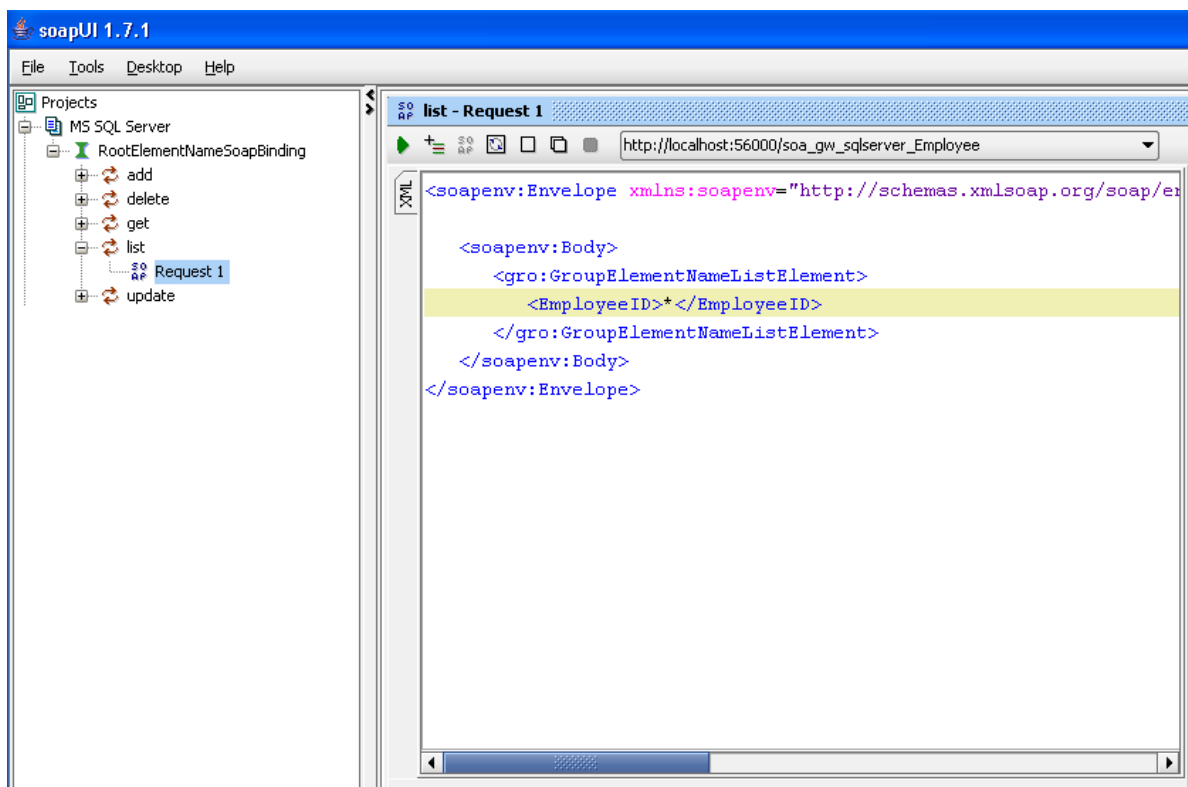 soapUI 1.7.1
File Tools Desktop Help
Projects
MS SQL Server
RootElementNameSoapBinding
add
delete
get
list
Request 1
update
list - Request 1
http://localhost:56000/soa_gw_sqlserver_Employee
XML
<soapenv:Envelope xmlns:soapenv="http://schemas.xmlsoap.org/soap/en
<soapenv:Body>
<gro:GroupElementNameListElement>
<EmployeeID>*</EmployeeID>
</gro:GroupElementNameListElement>
</soapenv:Body>
</soapenv:Envelope>